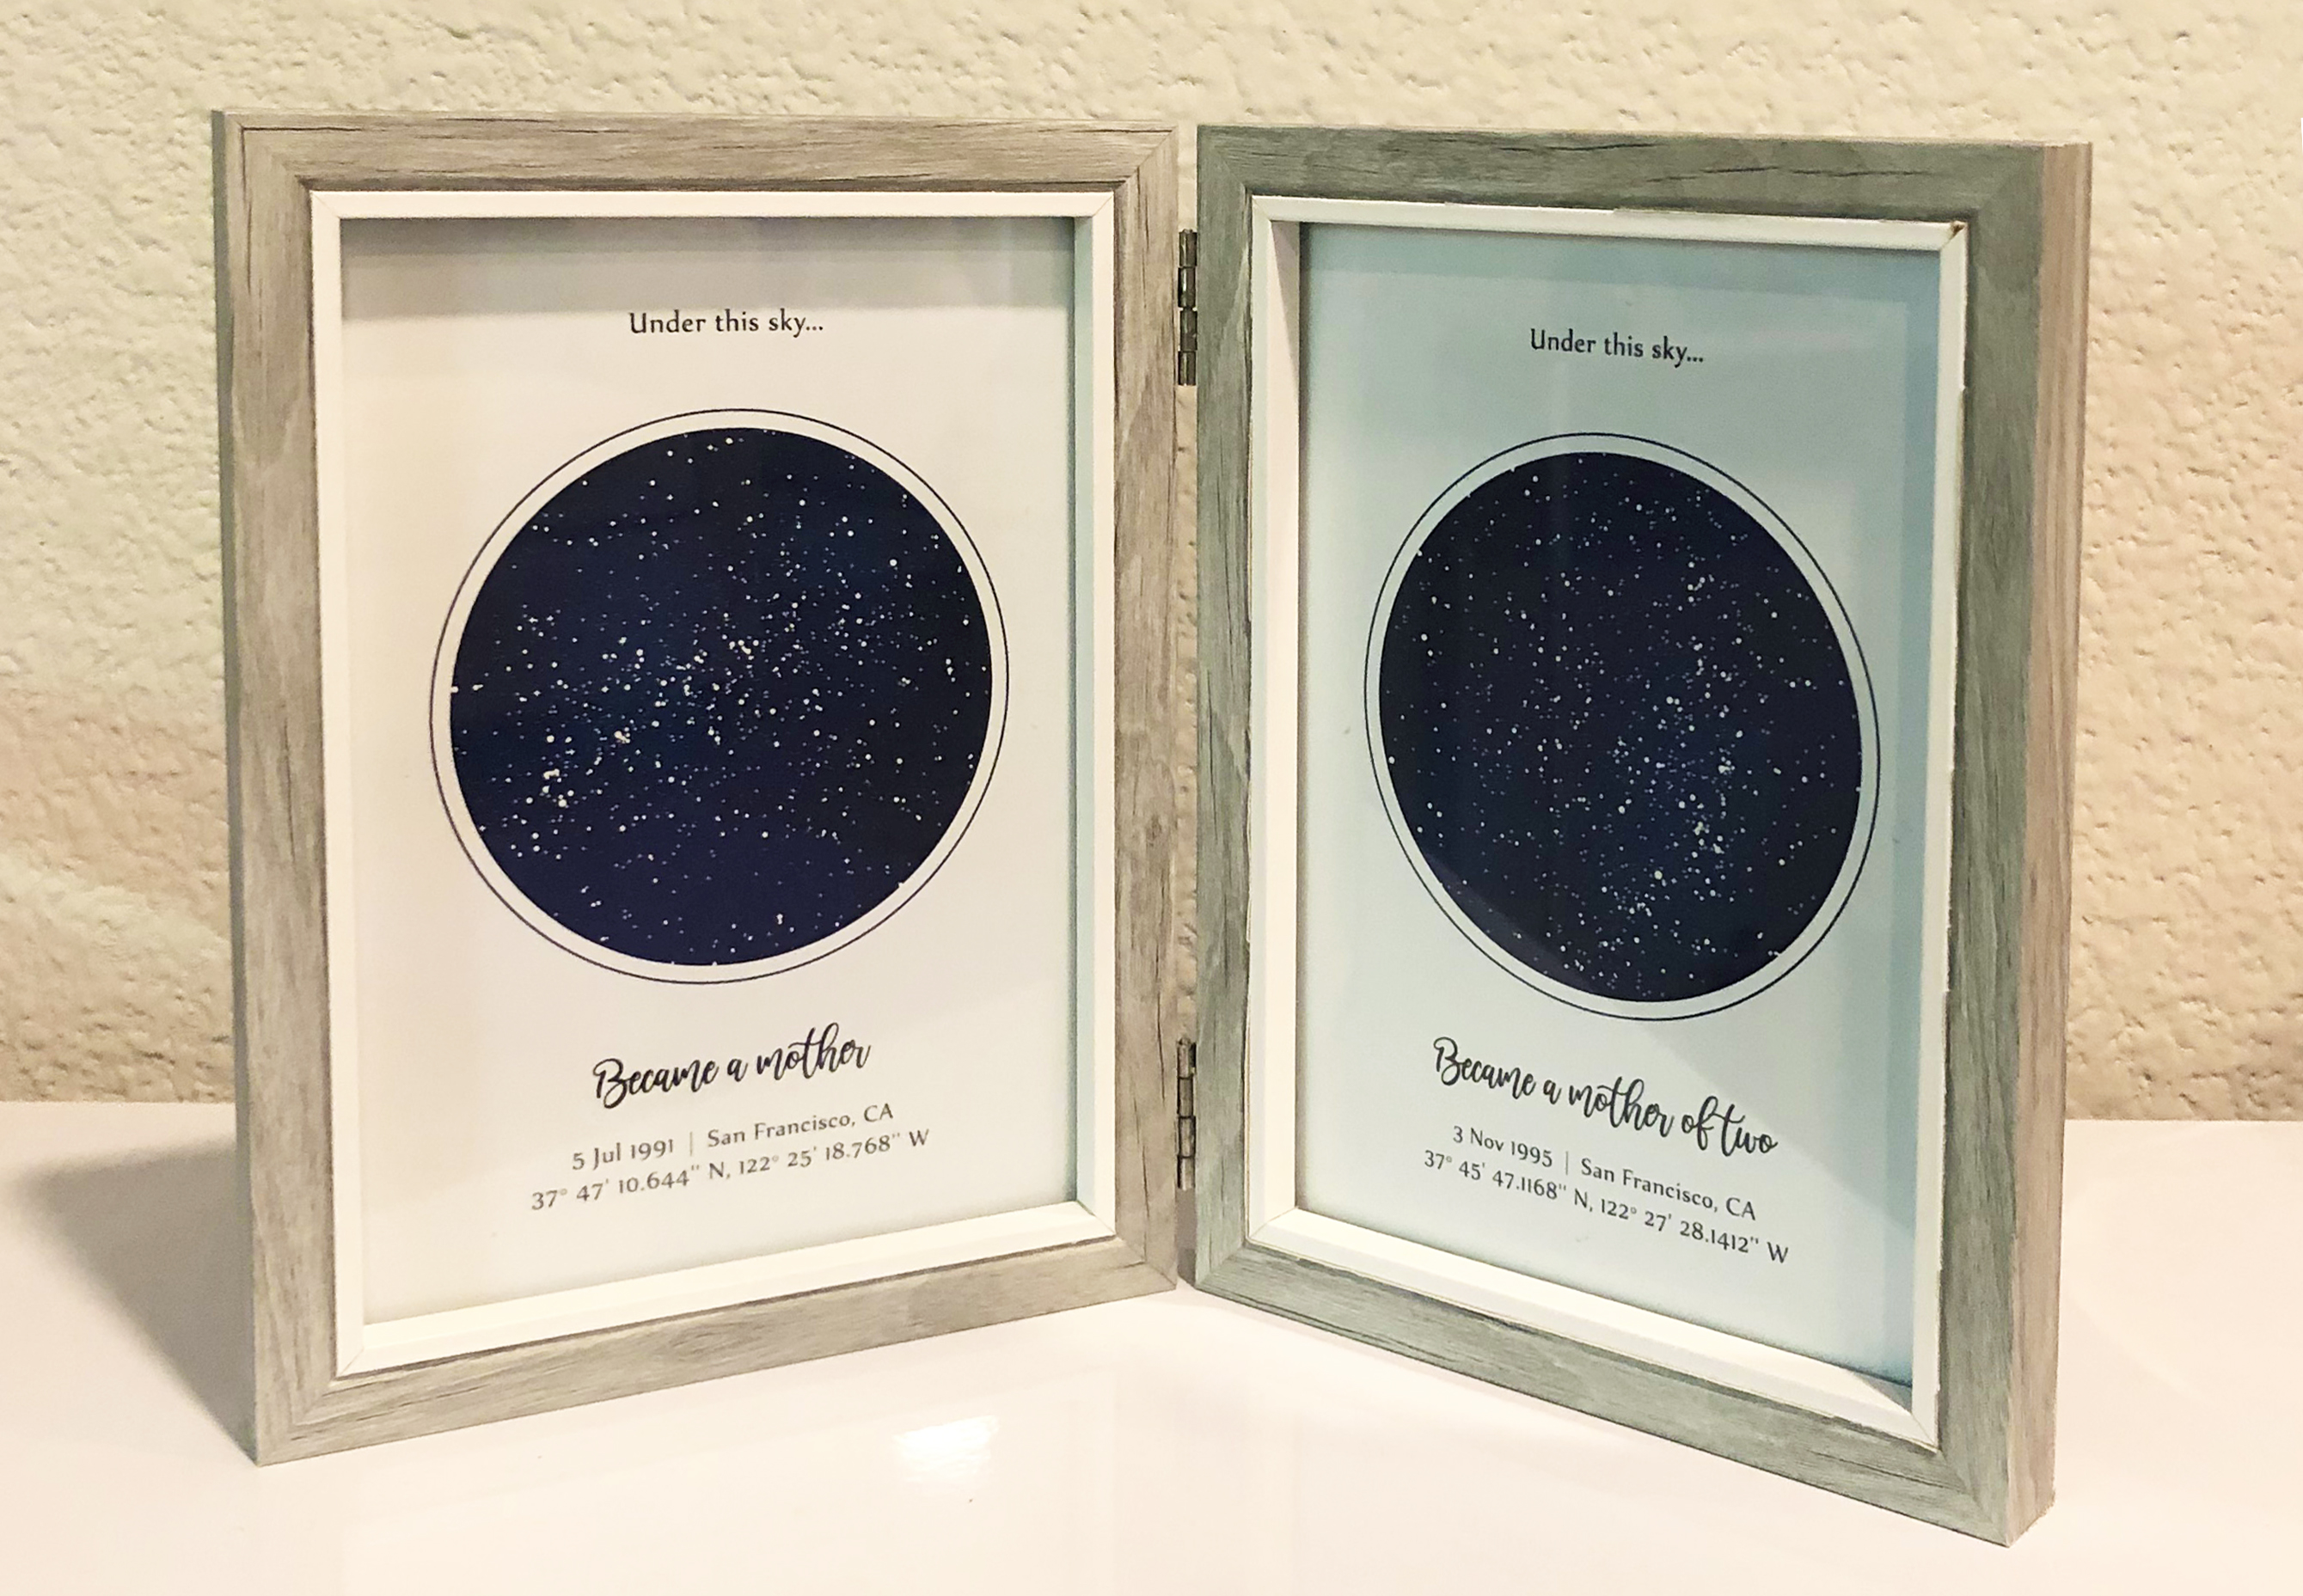 Under this sky...
Became a mother
5 Jul 1991 | San Francisco, CA
37° 47' 10.644" N, 122° 25' 18.768" W
Under this sky...
Became a mother of two
3 Nov 1995 | San Francisco, CA
37° 45' 47.1168" N, 122° 27' 28.1412" W